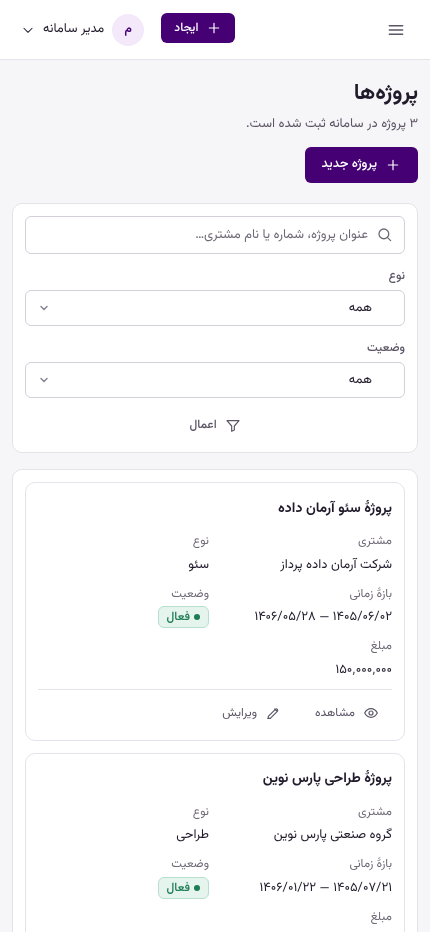 ایجاد
م
مدیر سامانه
پروژه‌ها
۳ پروژه در سامانه ثبت شده است.
پروژه جدید
عنوان پروژه، شماره یا نام مشتری...
نوع
همه
وضعیت
همه
اعمال
پروژهٔ سئو آرمان داده
مشتری
نوع
شرکت آرمان داده پرداز
سئو
بازهٔ زمانی
وضعیت
۱۴۰۵/۰۶/۰۲ — ۱۴۰۶/۰۵/۲۸
فعال
مبلغ
۱۵۰,۰۰۰,۰۰۰
مشاهده
ویرایش
پروژهٔ طراحی پارس نوین
مشتری
نوع
گروه صنعتی پارس نوین
طراحی
بازهٔ زمانی
وضعیت
۱۴۰۵/۰۷/۲۱ — ۱۴۰۶/۰۱/۲۲
فعال
مبلغ